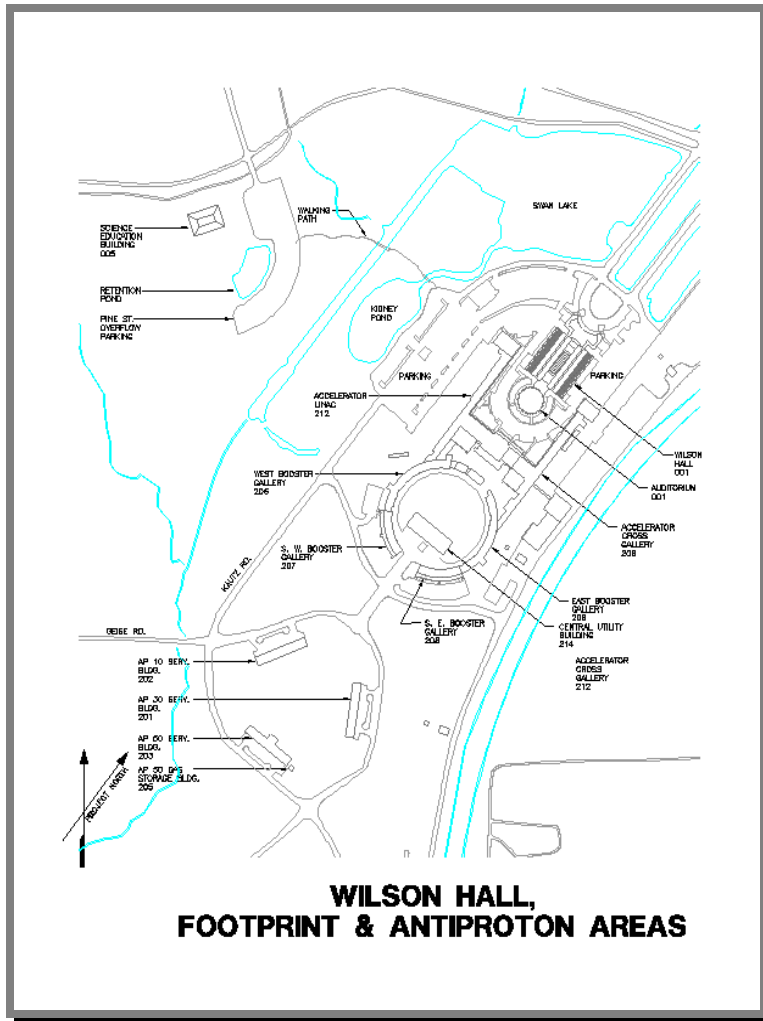 SWAN LAKE
WALKING
PATH
SCIENCE
EDUCATION
BUILDING
005
RETENTION
POND
KIDNEY
POND
PINE ST.
OVERFLOW
PARKING
PARKING
PARKING
ACCELERATOR
LINAC
212
WILSON
HALL
001
WEST BOOSTER
GALLERY
206
AUDITORIUM
001
ACCELERATOR
CROSS
GALLERY
208
S. W. BOOSTER
GALLERY
207
KAUTZ RD.
EAST BOOSTER
GALLERY
208
S. E. BOOSTER
GALLERY
208
CENTRAL UTILITY
BUILDING
214
GEISE RD.
ACCELERATOR
CROSS
GALLERY
212
AP 10 SERV.
BLDG.
202
AP 30 SERV.
BLDG.
201
AP 50 SERV.
BLDG.
203
AP 50 GAS
STORAGE BLDG.
205
PROJECT NORTH
WILSON HALL,
FOOTPRINT & ANTIPROTON AREAS